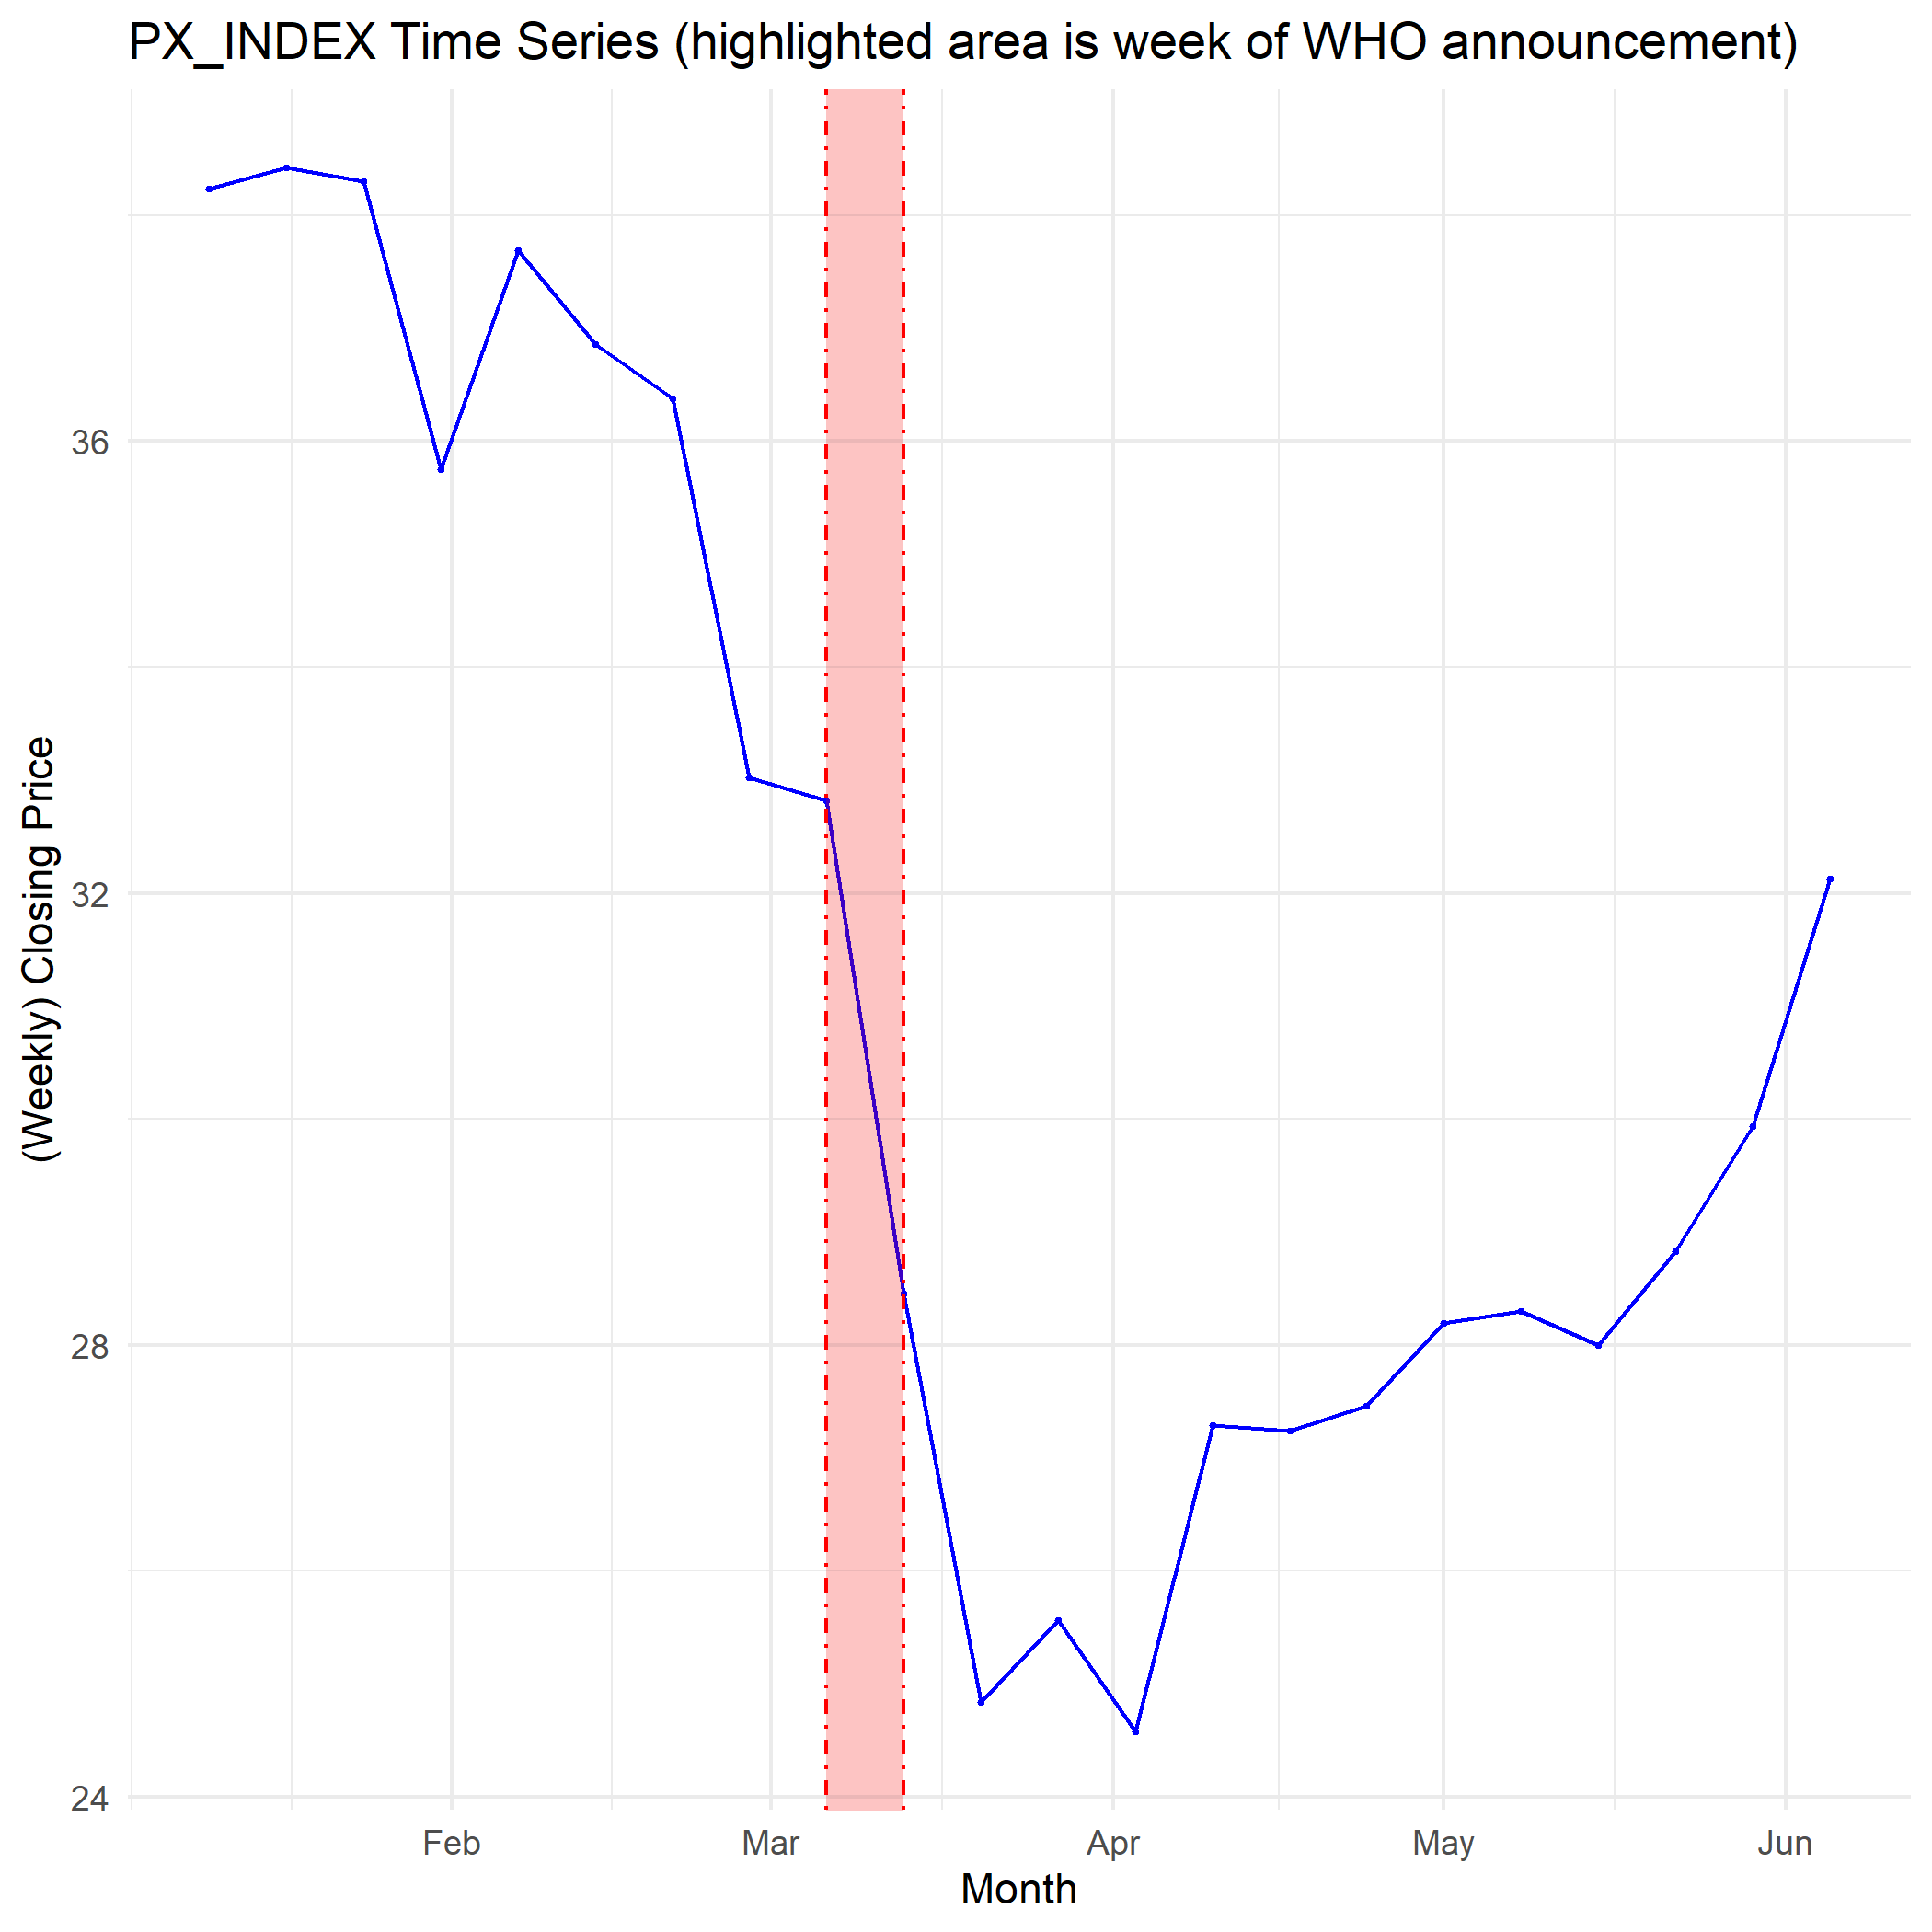 PX_INDEX Time Series (highlighted area is week of WHO announcement)
(Weekly) Closing Price
36
32
28
24
Feb Mar Apr May Jun
Month